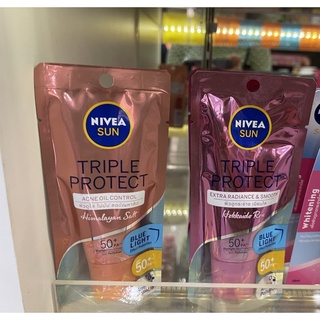 NIVEA
SUN
TRIPLE
PROTECT
ACNE OIL CONTROL
Himalayan Salt
50+
BLUE
LIGHT
50+
NIVEA
SUN
TRIPLE
PROTECT
EXTRA RADIANCE & SMOOTH
Hokkaido
50+
BLUE
LIGHT
50+
whitening